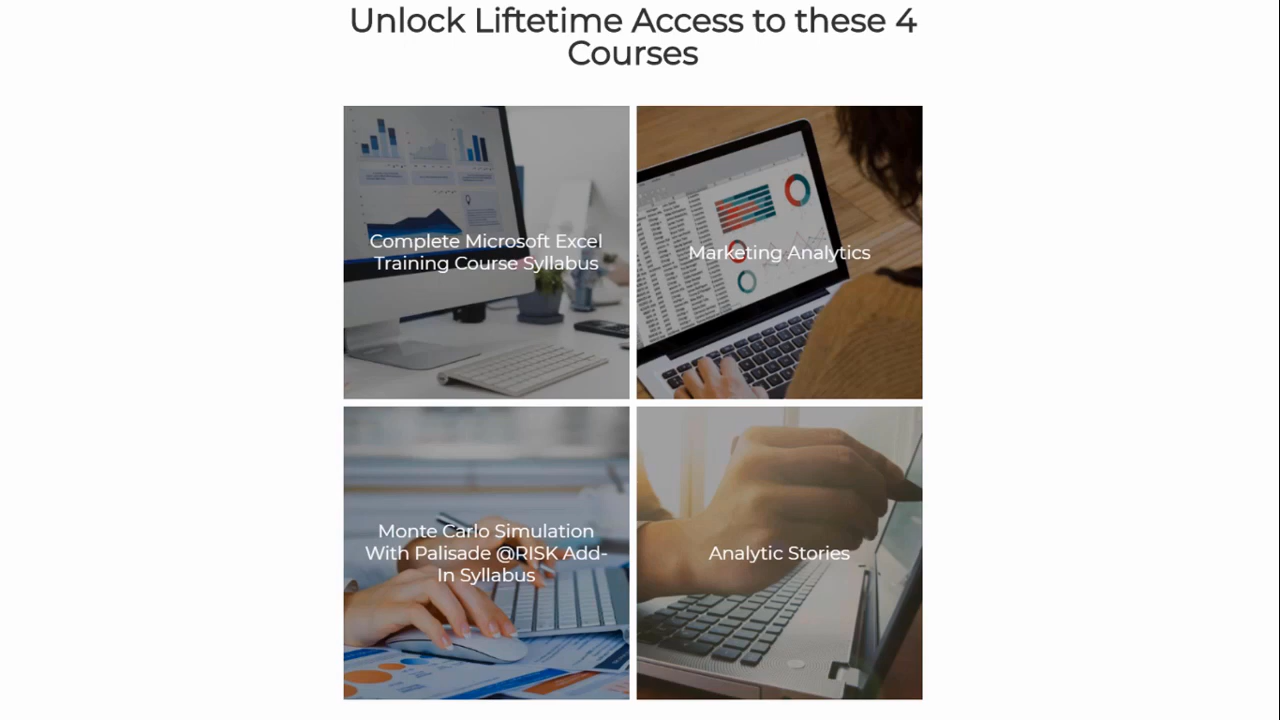 Unlock Liftetime Access to these 4
Courses
Complete Microsoft Excel
Training Course Syllabus
Marketing Analytics
Monte Carlo Simulation
With Palisade @RISK Add-
In Syllabus
Analytic Stories